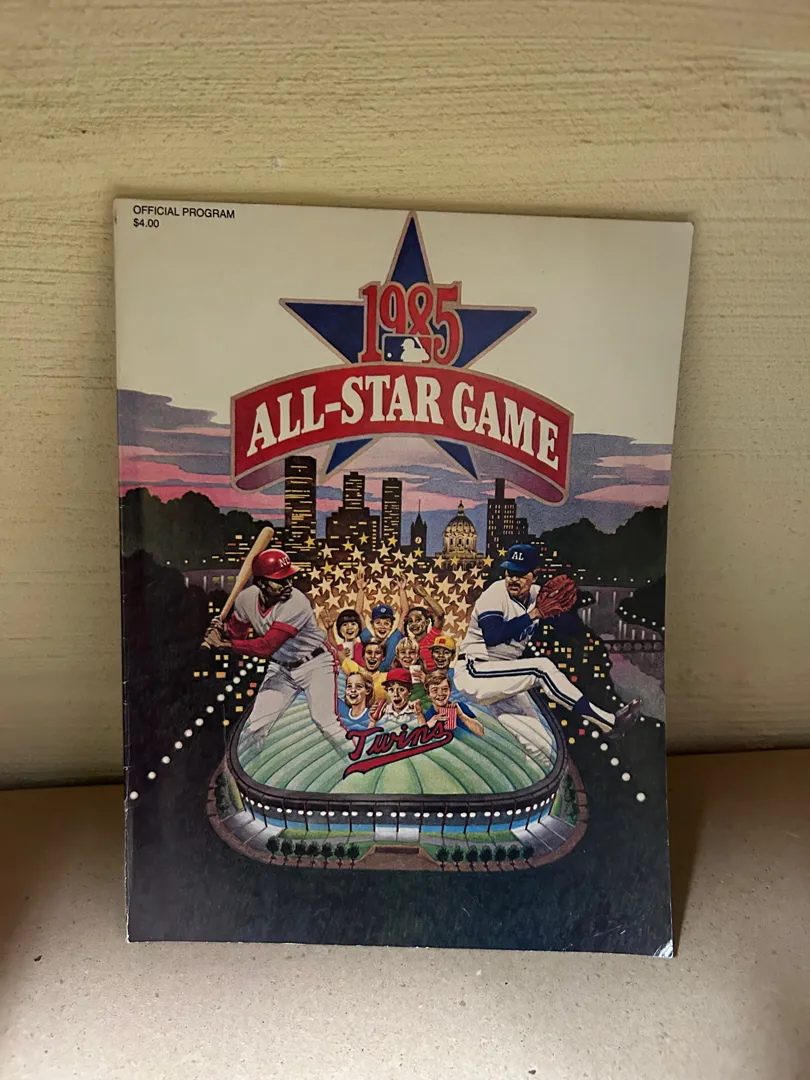 OFFICIAL PROGRAM
$4.00
1985
ALL-STAR GAME
AL
Twins